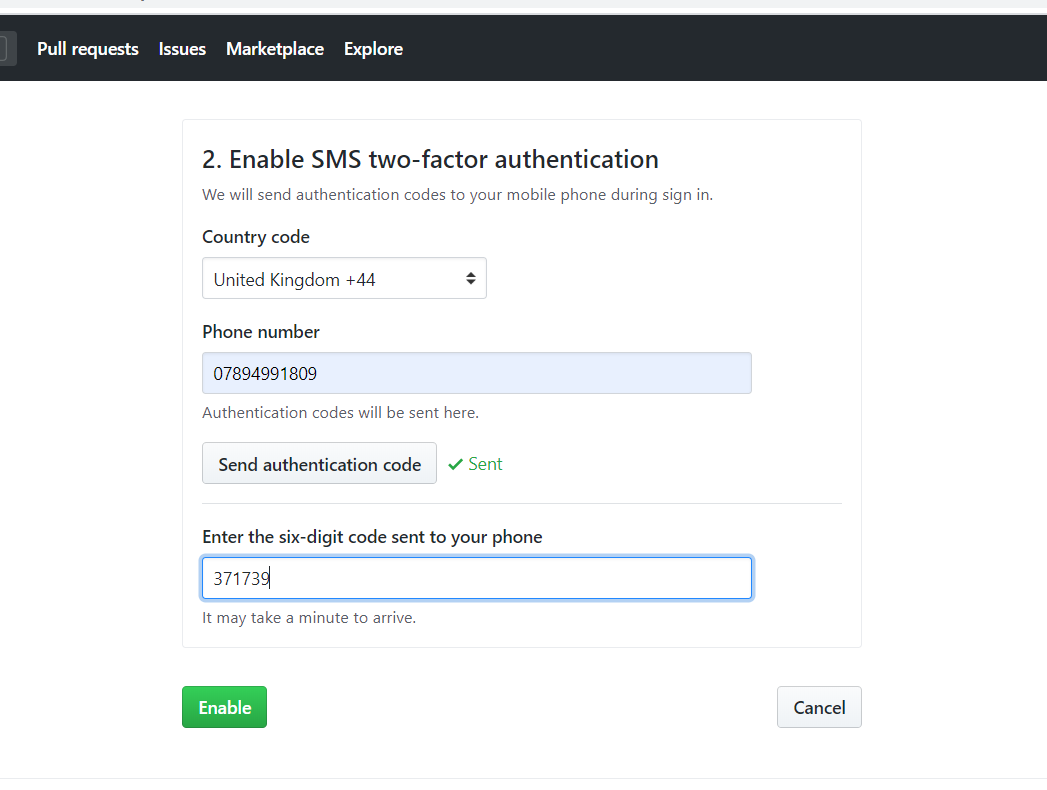 Pull requests Issues Marketplace Explore
2. Enable SMS two-factor authentication
We will send authentication codes to your mobile phone during sign in.
Country code
United Kingdom +44
Phone number
07894991809
Authentication codes will be sent here.
Send authentication code Sent
Enter the six-digit code sent to your phone
371739
It may take a minute to arrive.
Enable Cancel